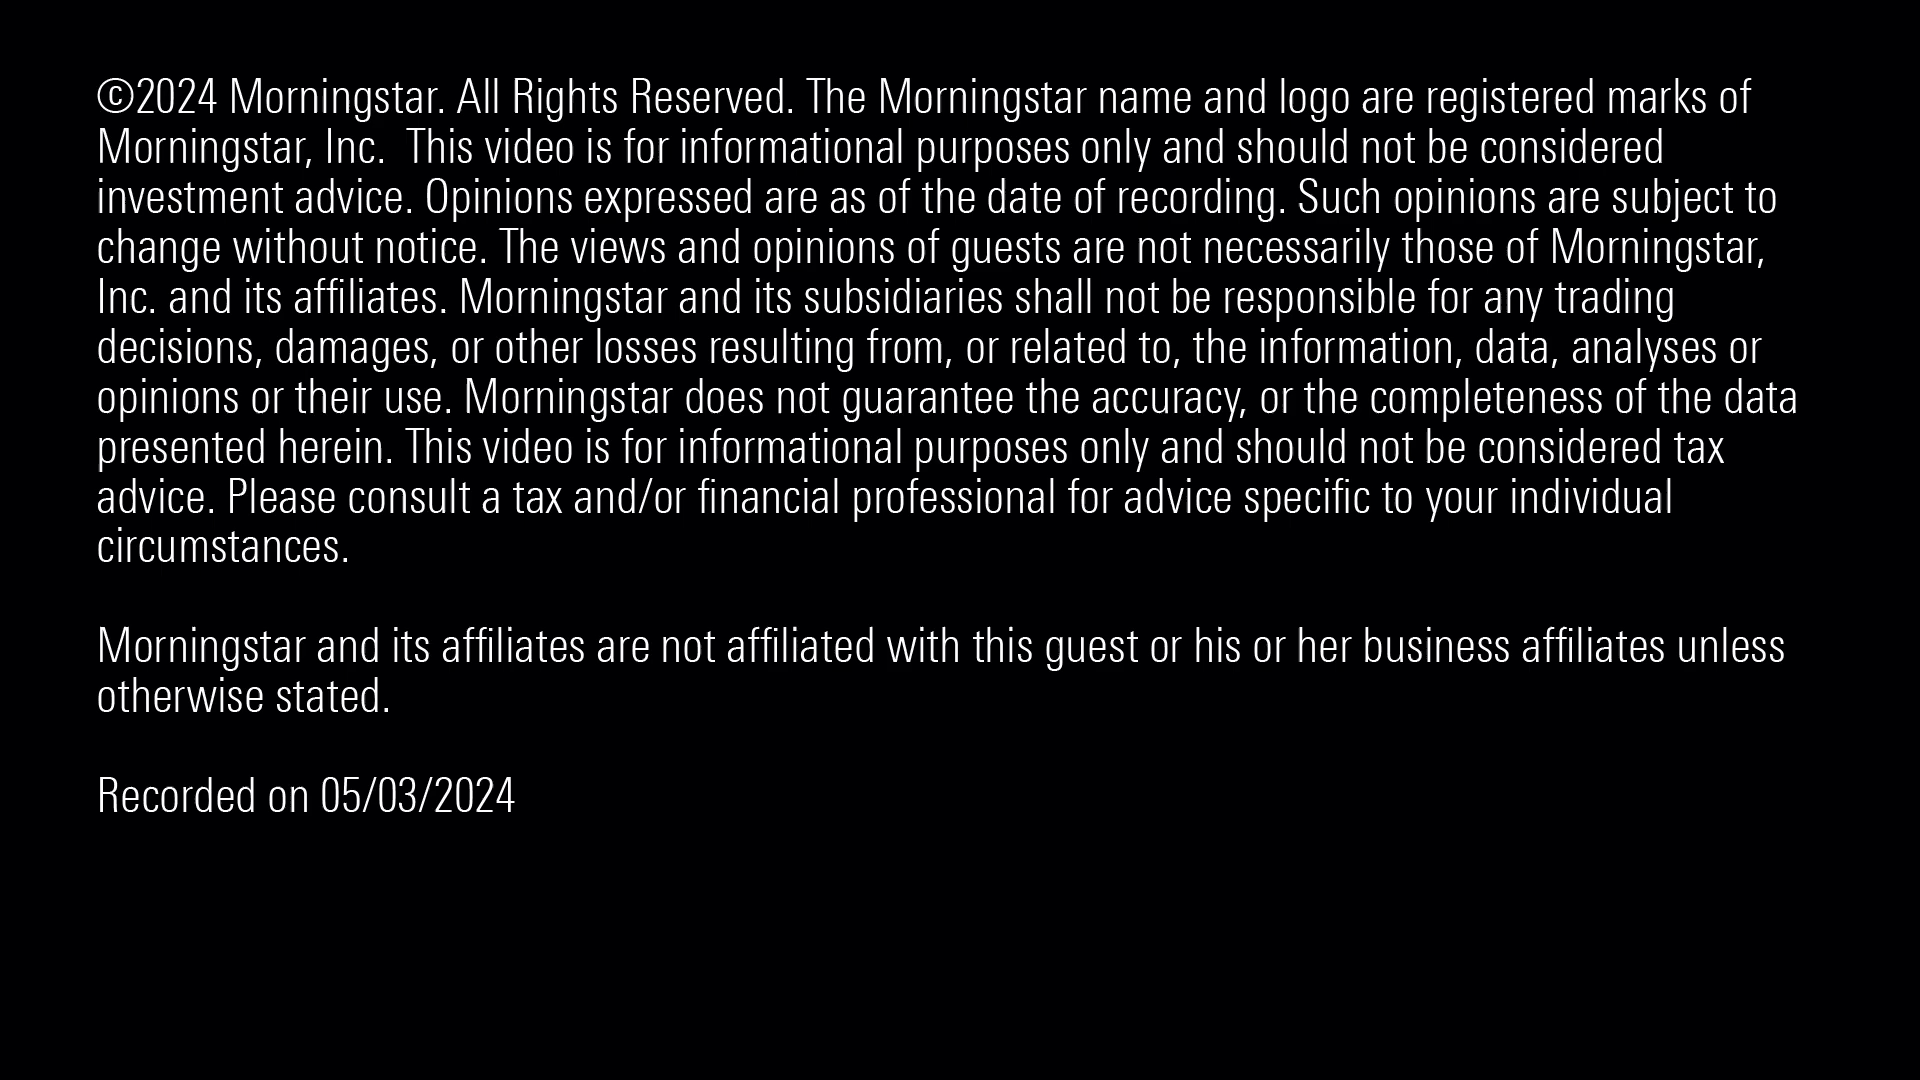 ©2024 Morningstar. All Rights Reserved. The Morningstar name and logo are registered marks of
Morningstar, Inc.  This video is for informational purposes only and should not be considered
investment advice. Opinions expressed are as of the date of recording. Such opinions are subject to
change without notice. The views and opinions of guests are not necessarily those of Morningstar,
Inc. and its affiliates. Morningstar and its subsidiaries shall not be responsible for any trading
decisions, damages, or other losses resulting from, or related to, the information, data, analyses or
opinions or their use. Morningstar does not guarantee the accuracy, or the completeness of the data
presented herein. This video is for informational purposes only and should not be considered tax
advice. Please consult a tax and/or financial professional for advice specific to your individual
circumstances.
Morningstar and its affiliates are not affiliated with this guest or his or her business affiliates unless
otherwise stated.
Recorded on 05/03/2024